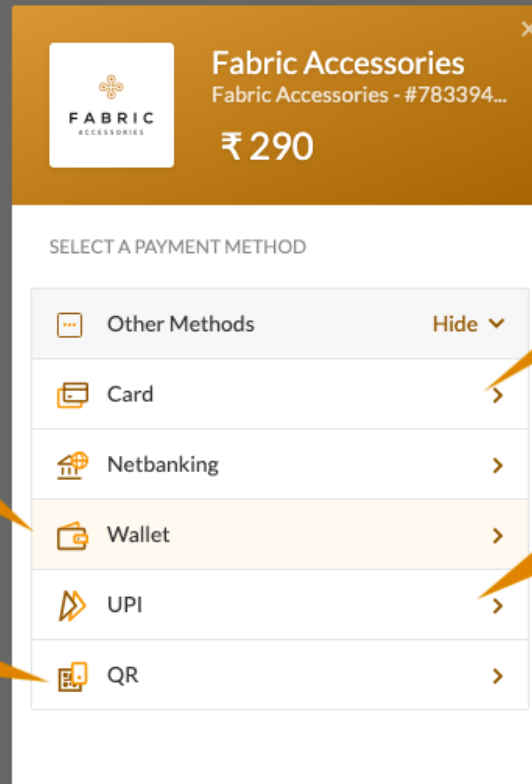 FABRIC
ACCESSORIES
Fabric Accessories
Fabric Accessories - #783394...
₹ 290
SELECT A PAYMENT METHOD
Other Methods Hide
Card
Netbanking
Wallet
UPI
QR